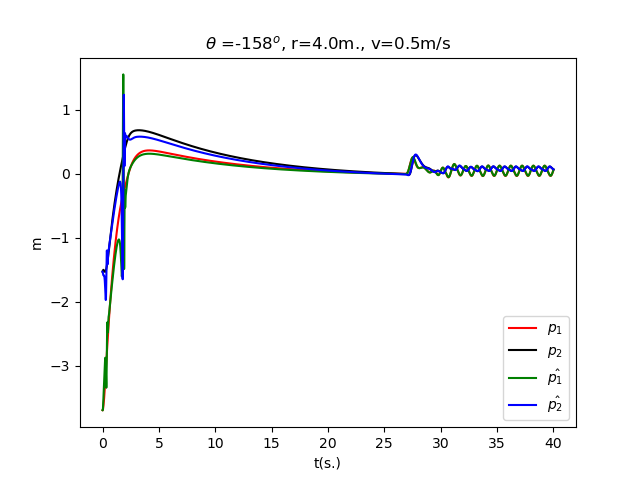 θ =-158°, r=4.0m., v=0.5m/s
1
0
−1
−2
−3
m
0 5 10 15 20 25 30 35 40
t(s.)
p₁
p₂
p̂₁
p̂₂